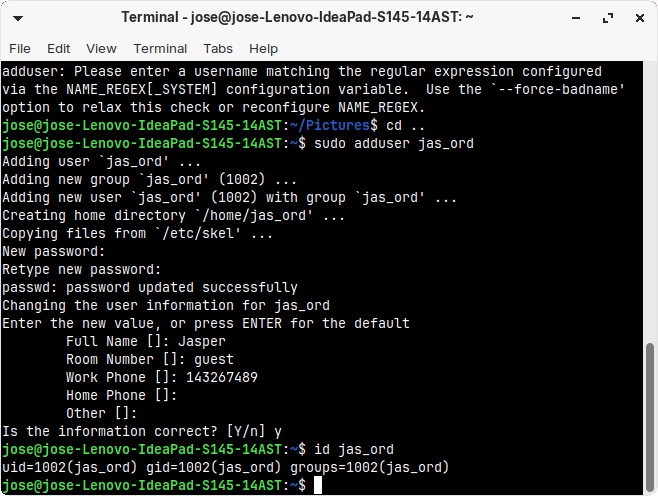 Terminal - jose@jose-Lenovo-IdeaPad-S145-14AST: ~
File Edit View Terminal Tabs Help
adduser: Please enter a username matching the regular expression configured
via the NAME_REGEX[_SYSTEM] configuration variable.  Use the `--force-badname'
option to relax this check or reconfigure NAME_REGEX.
jose@jose-Lenovo-IdeaPad-S145-14AST:~/Pictures$ cd ..
jose@jose-Lenovo-IdeaPad-S145-14AST:~$ sudo adduser jas_ord
Adding user `jas_ord' ...
Adding new group `jas_ord' (1002) ...
Adding new user `jas_ord' (1002) with group `jas_ord' ...
Creating home directory `/home/jas_ord' ...
Copying files from `/etc/skel' ...
New password:
Retype new password:
passwd: password updated successfully
Changing the user information for jas_ord
Enter the new value, or press ENTER for the default
        Full Name []: Jasper
        Room Number []: guest
        Work Phone []: 143267489
        Home Phone []:
        Other []:
Is the information correct? [Y/n] y
jose@jose-Lenovo-IdeaPad-S145-14AST:~$ id jas_ord
uid=1002(jas_ord) gid=1002(jas_ord) groups=1002(jas_ord)
jose@jose-Lenovo-IdeaPad-S145-14AST:~$